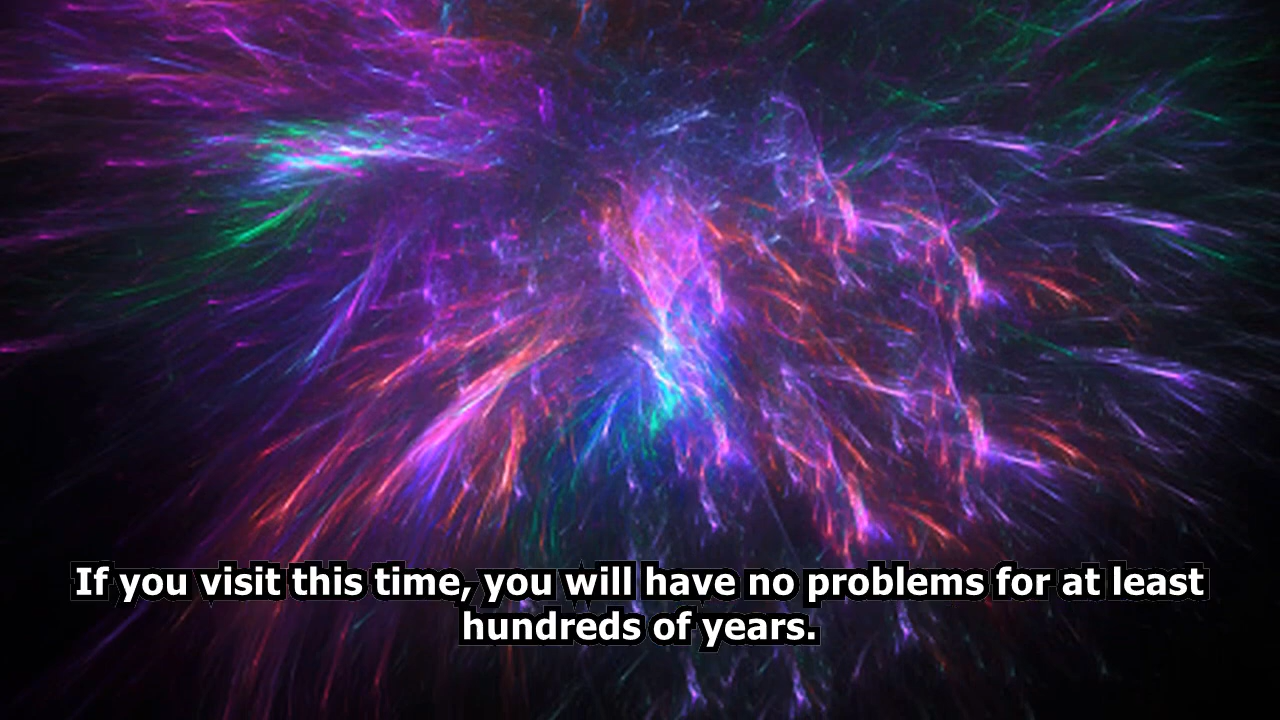 If you visit this time, you will have no problems for at least
hundreds of years.